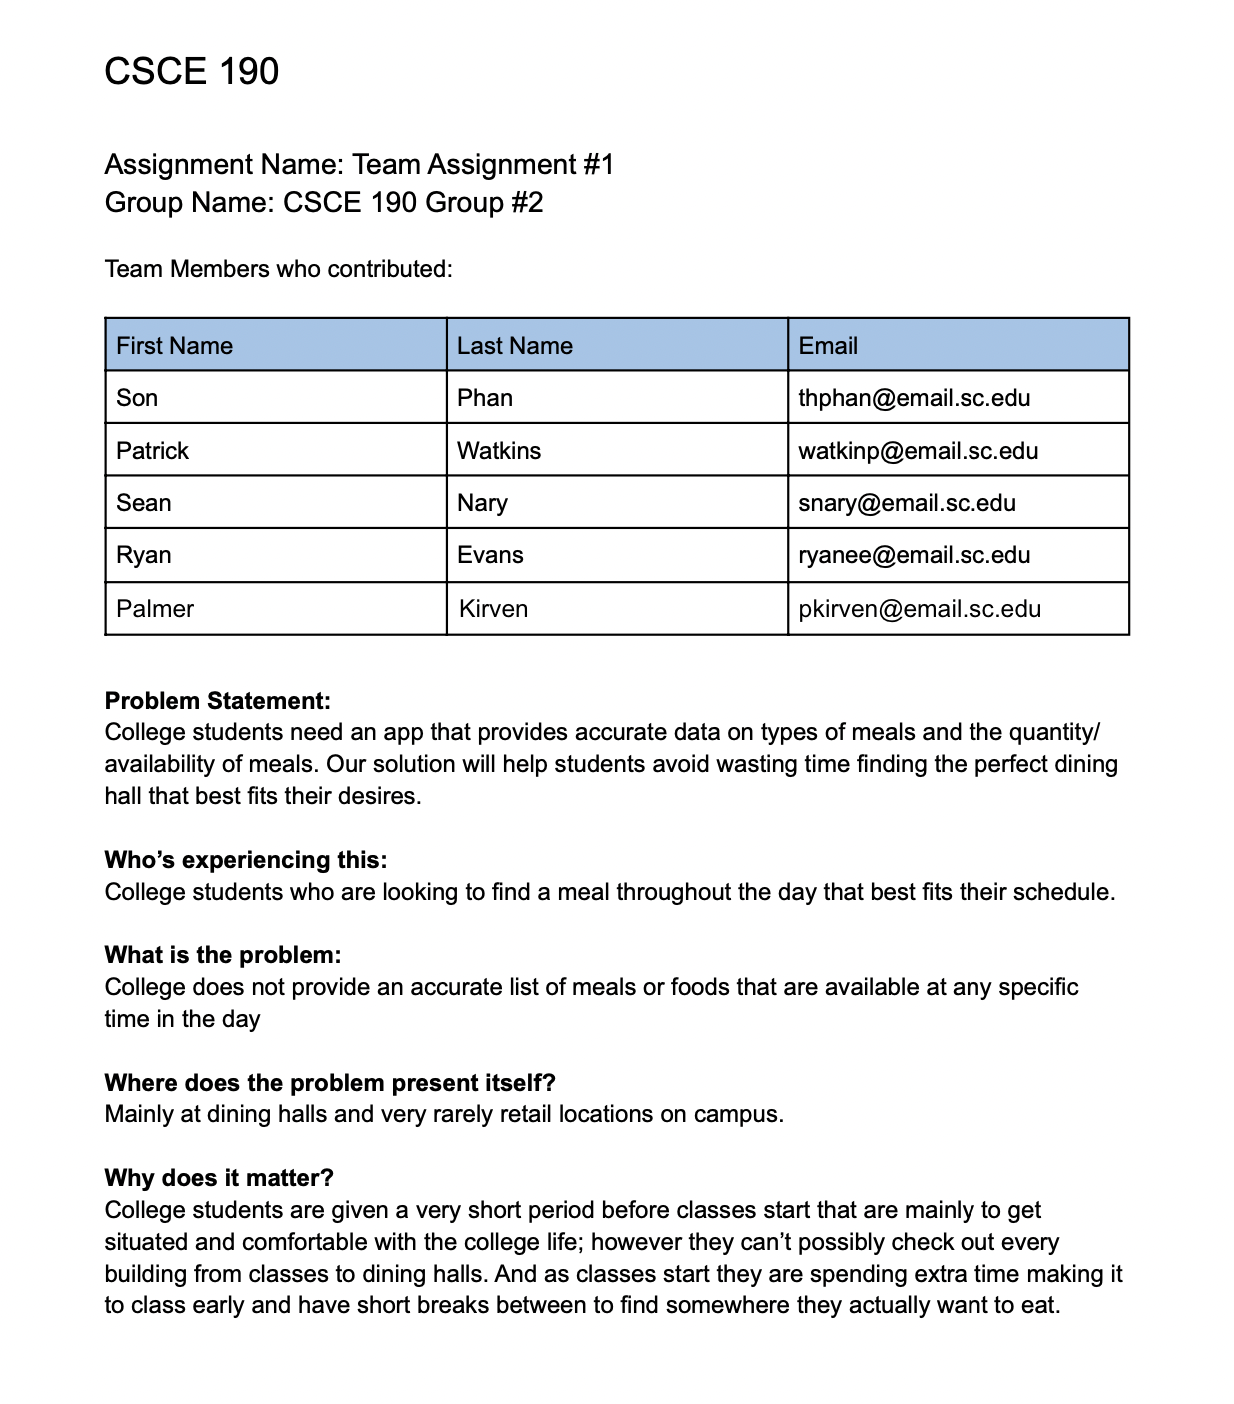 CSCE 190
Assignment Name: Team Assignment #1
Group Name: CSCE 190 Group #2
Team Members who contributed:
First Name Last Name Email
Son Phan thphan@email.sc.edu
Patrick Watkins watkinp@email.sc.edu
Sean Nary snary@email.sc.edu
Ryan Evans ryanee@email.sc.edu
Palmer Kirven pkirven@email.sc.edu
Problem Statement:
College students need an app that provides accurate data on types of meals and the quantity/
availability of meals. Our solution will help students avoid wasting time finding the perfect dining
hall that best fits their desires.
Who’s experiencing this:
College students who are looking to find a meal throughout the day that best fits their schedule.
What is the problem:
College does not provide an accurate list of meals or foods that are available at any specific
time in the day
Where does the problem present itself?
Mainly at dining halls and very rarely retail locations on campus.
Why does it matter?
College students are given a very short period before classes start that are mainly to get
situated and comfortable with the college life; however they can’t possibly check out every
building from classes to dining halls. And as classes start they are spending extra time making it
to class early and have short breaks between to find somewhere they actually want to eat.